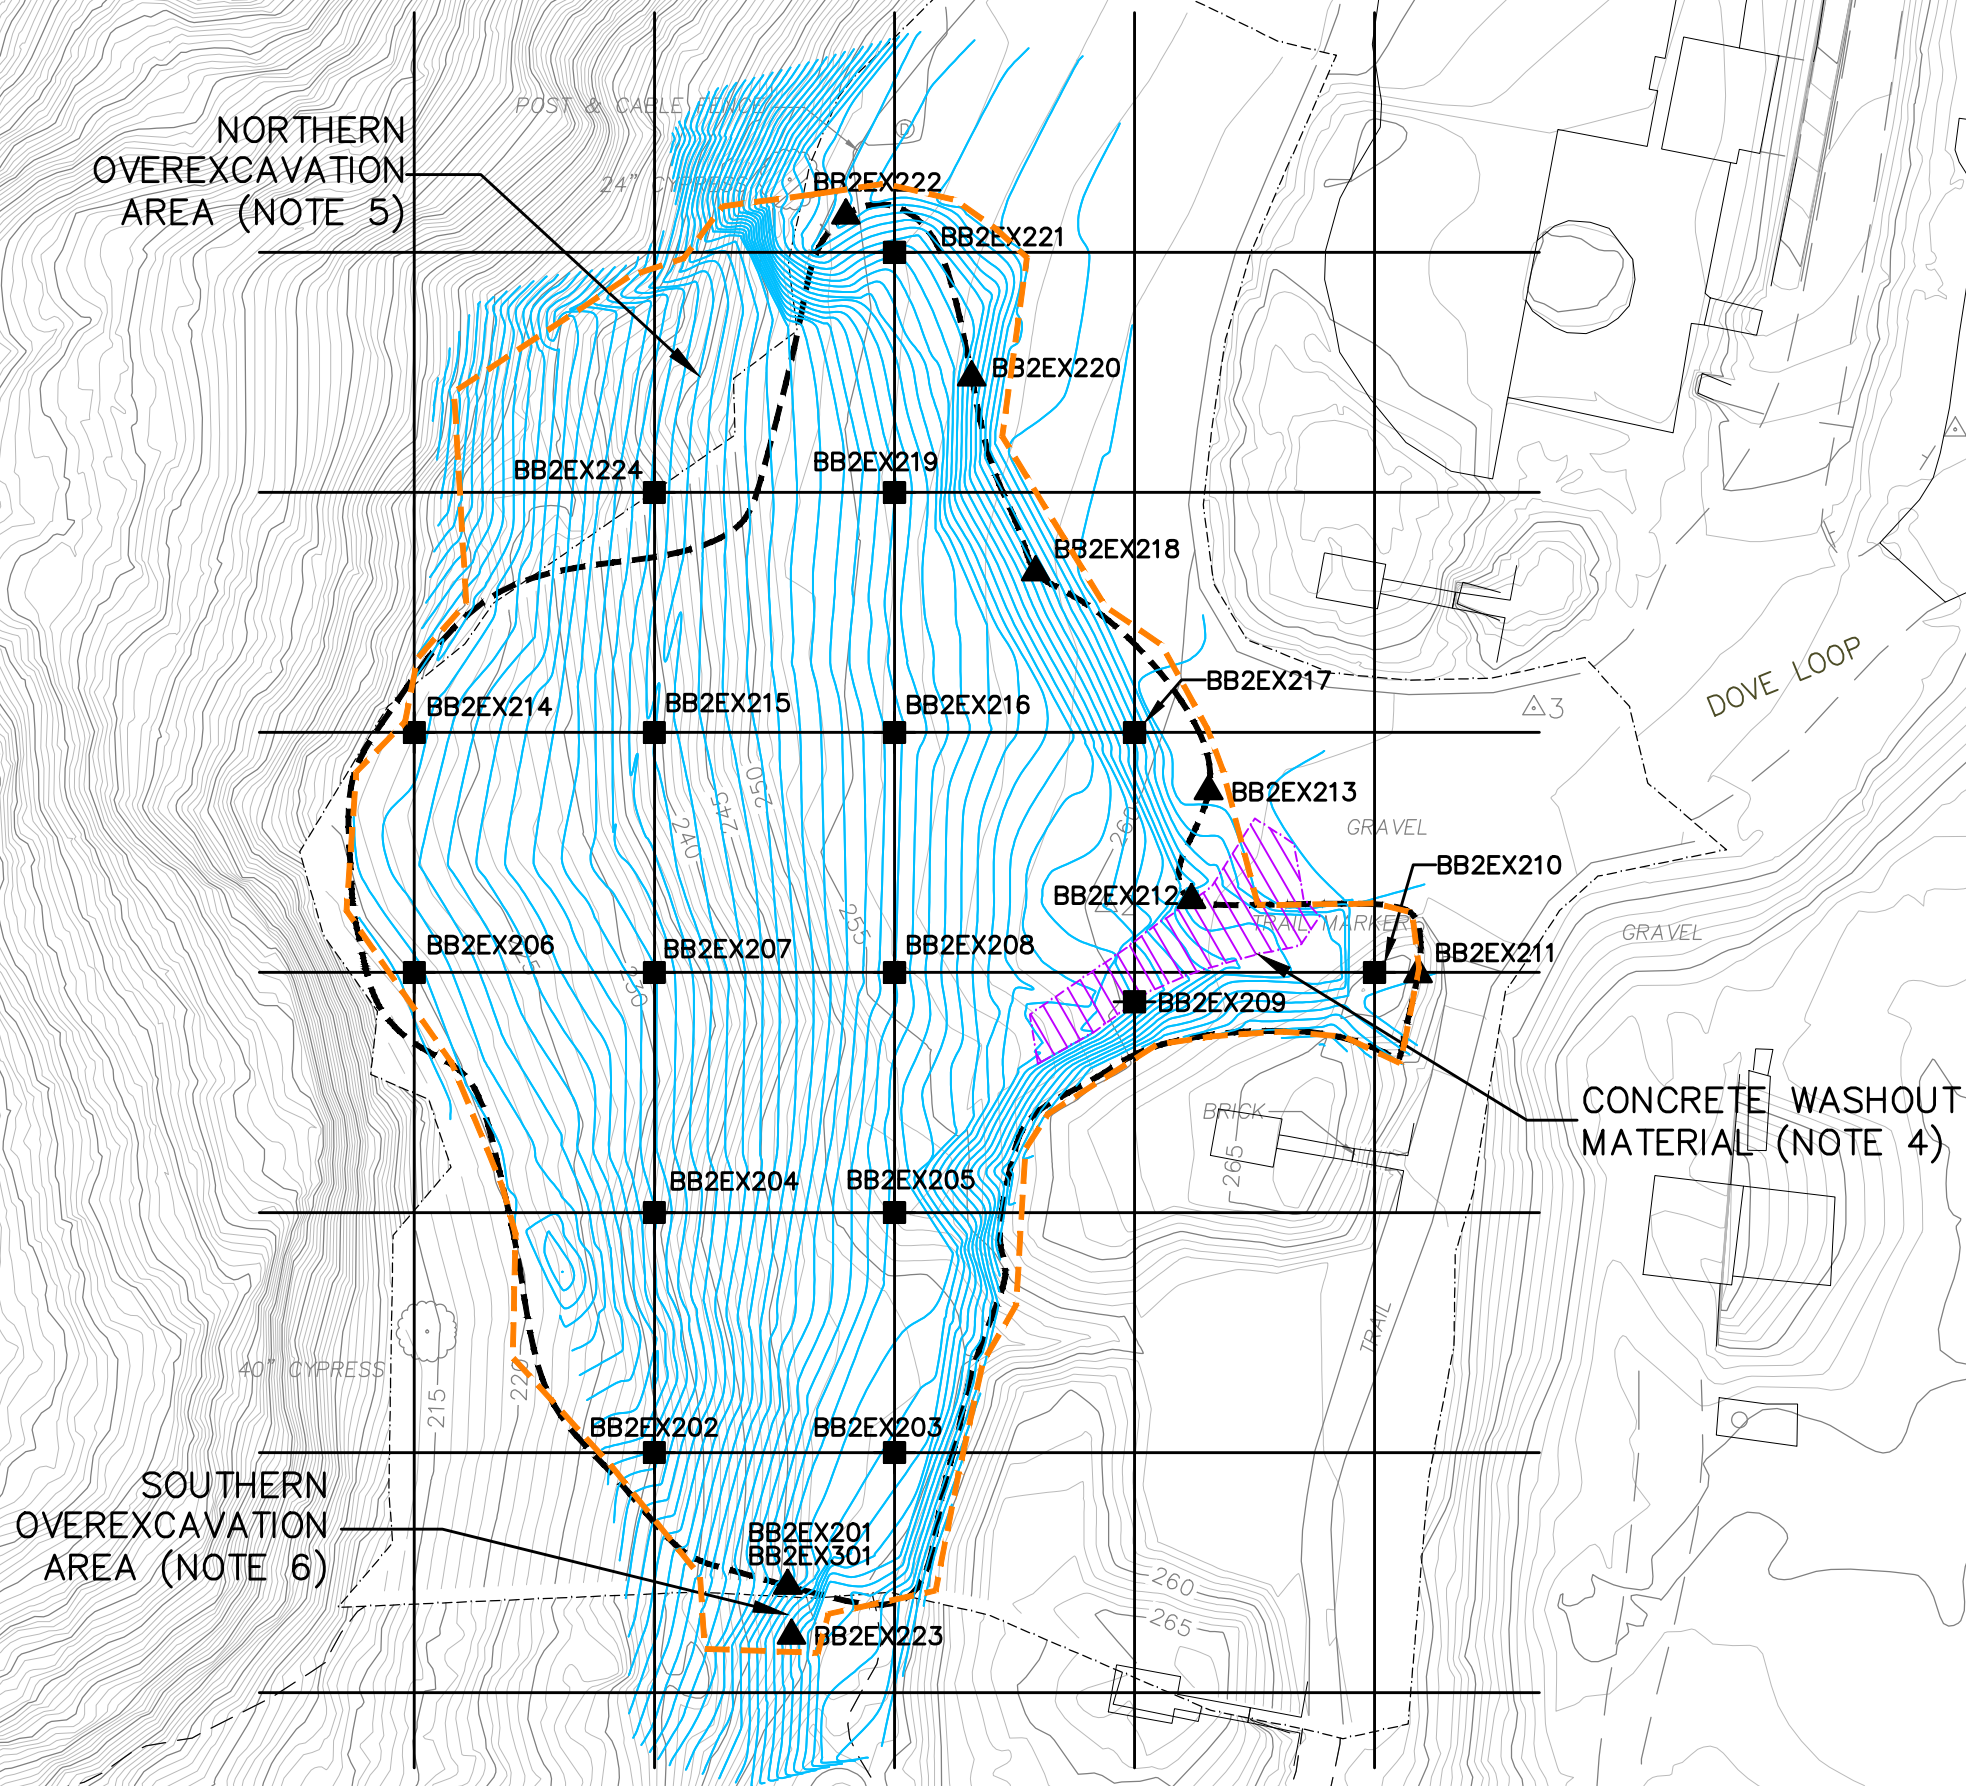 POST & CABLE FENCE
NORTHERN
OVEREXCAVATION
AREA (NOTE 5)
D
24" CYPRESS
BB2EX222
BB2EX221
BB2EX220
BB2EX219
BB2EX224
BB2EX218
DOVE LOOP
BB2EX217
3
BB2EX214
BB2EX215
BB2EX216
250
245
240
260
BB2EX213
GRAVEL
BB2EX210
BB2EX212
2
TRAIL MARKER
GRAVEL
255
BB2EX206
BB2EX207
BB2EX208
BB2EX211
225
230
BB2EX209
CONCRETE WASHOUT
MATERIAL (NOTE 4)
BRICK
265
BB2EX204
BB2EX205
TRAIL
40" CYPRESS
215
220
BB2EX202
BB2EX203
SOUTHERN
OVEREXCAVATION
AREA (NOTE 6)
BB2EX201
BB2EX301
260
265
BB2EX223